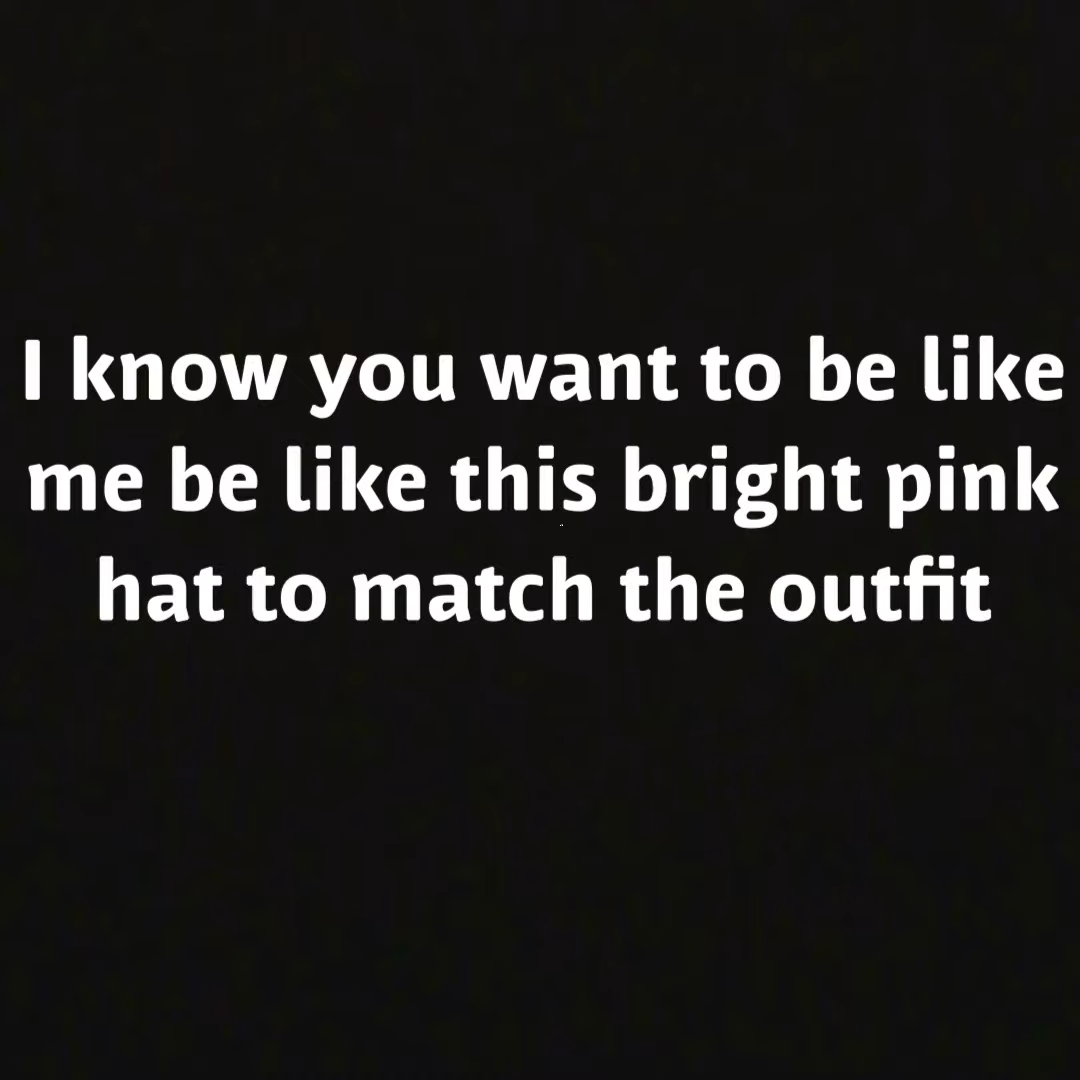 I know you want to be like
me be like this bright pink
hat to match the outfit